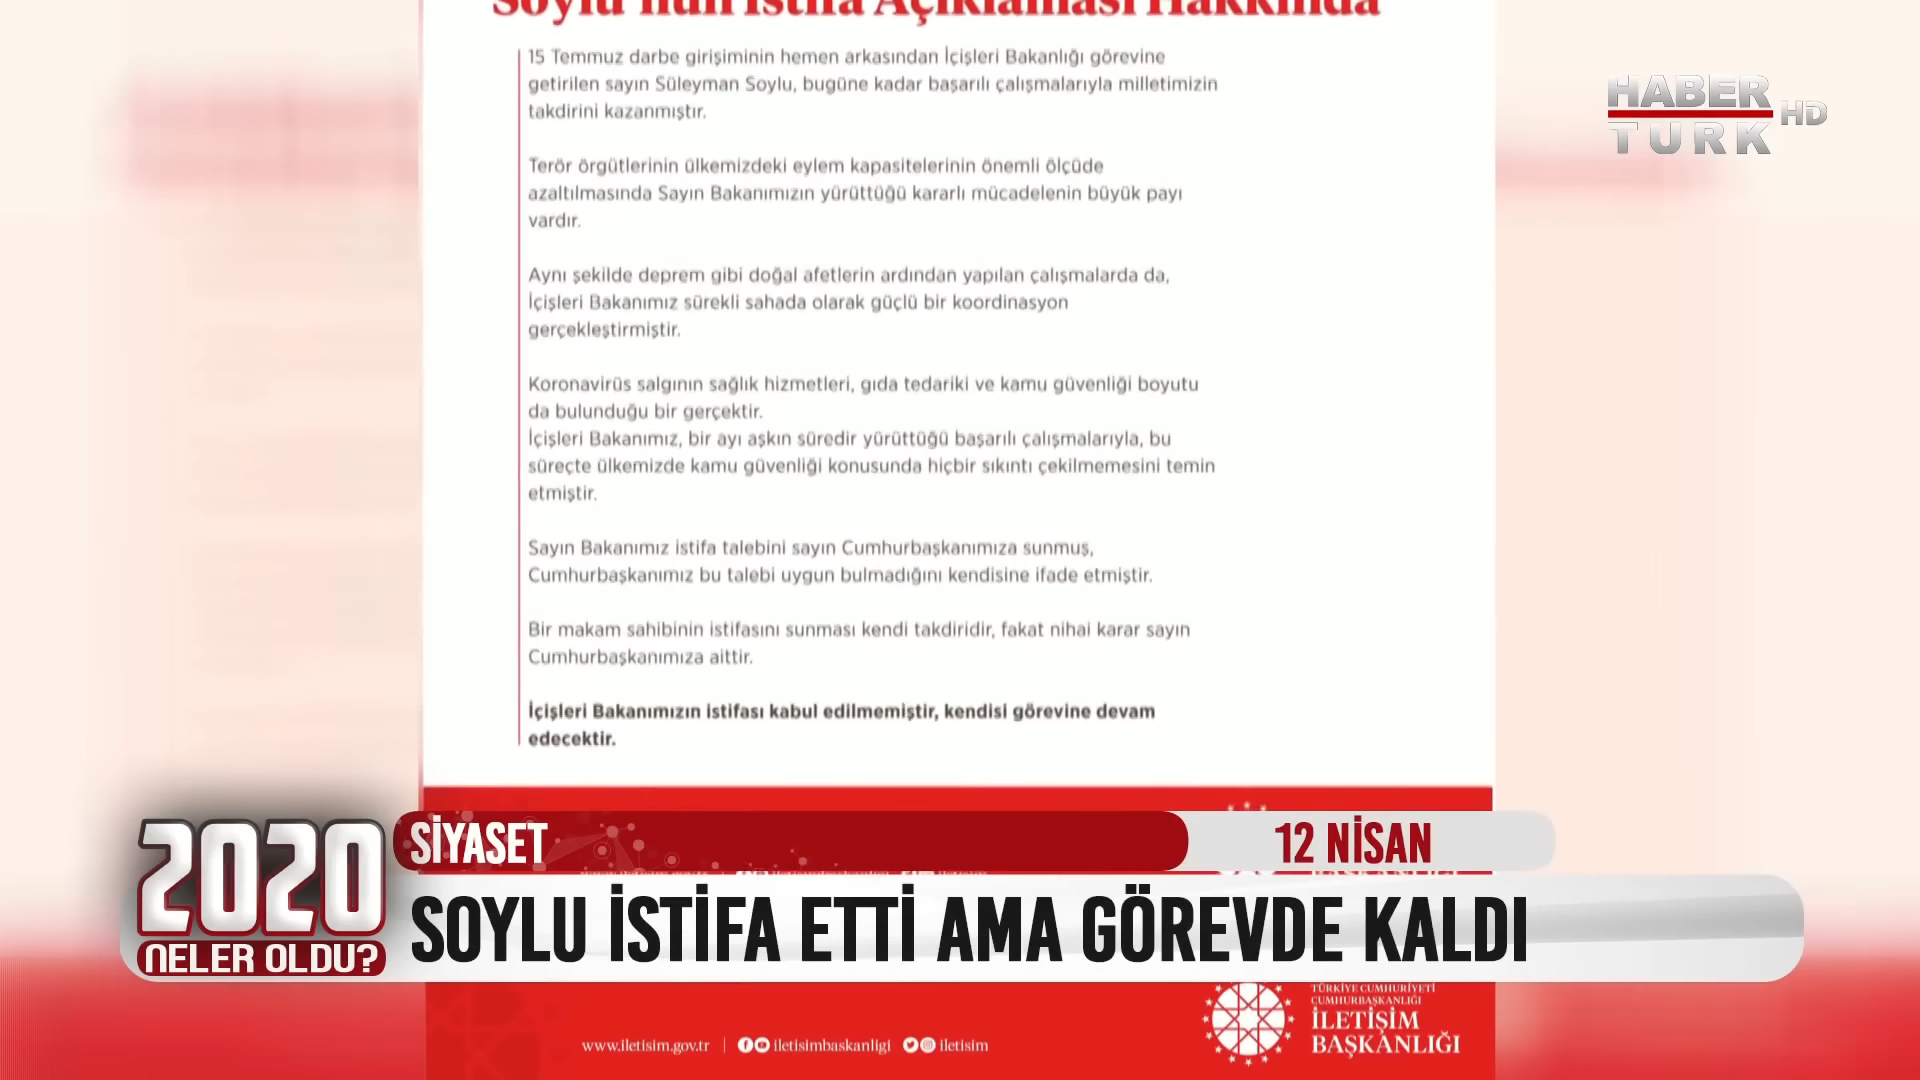 Soylu'nun İstifa Açıklaması Hakkında
15 Temmuz darbe girişiminin hemen arkasından İçişleri Bakanlığı görevine
getirilen sayın Süleyman Soylu, bugüne kadar başarılı çalışmalarıyla milletimizin
takdirini kazanmıştır.
Terör örgütlerinin ülkemizdeki eylem kapasitelerinin önemli ölçüde
azaltılmasında Sayın Bakanımızın yürüttüğü kararlı mücadelenin büyük payı
vardır.
Aynı şekilde deprem gibi doğal afetlerin ardından yapılan çalışmalarda da,
İçişleri Bakanımız sürekli sahada olarak güçlü bir koordinasyon
gerçekleştirmiştir.
Koronavirüs salgının sağlık hizmetleri, gıda tedariki ve kamu güvenliği boyutu
da bulunduğu bir gerçektir.
İçişleri Bakanımız, bir ayı aşkın süredir yürüttüğü başarılı çalışmalarıyla, bu
süreçte ülkemizde kamu güvenliği konusunda hiçbir sıkıntı çekilmemesini temin
etmiştir.
Sayın Bakanımız istifa talebini sayın Cumhurbaşkanımıza sunmuş,
Cumhurbaşkanımız bu talebi uygun bulmadığını kendisine ifade etmiştir.
Bir makam sahibinin istifasını sunması kendi takdiridir, fakat nihai karar sayın
Cumhurbaşkanımıza aittir.
İçişleri Bakanımızın istifası kabul edilmemiştir, kendisi görevine devam
edecektir.
HABER
TÜRK HD
SİYASET
12 NİSAN
2020
NELER OLDU?
SOYLU İSTİFA ETTİ AMA GÖREVDE KALDI
www.iletisim.gov.tr
iletisimbaskanligi
iletisim
TÜRKİYE CUMHURİYETİ
CUMHURBAŞKANLIĞI
İLETİŞİM
BAŞKANLIĞI